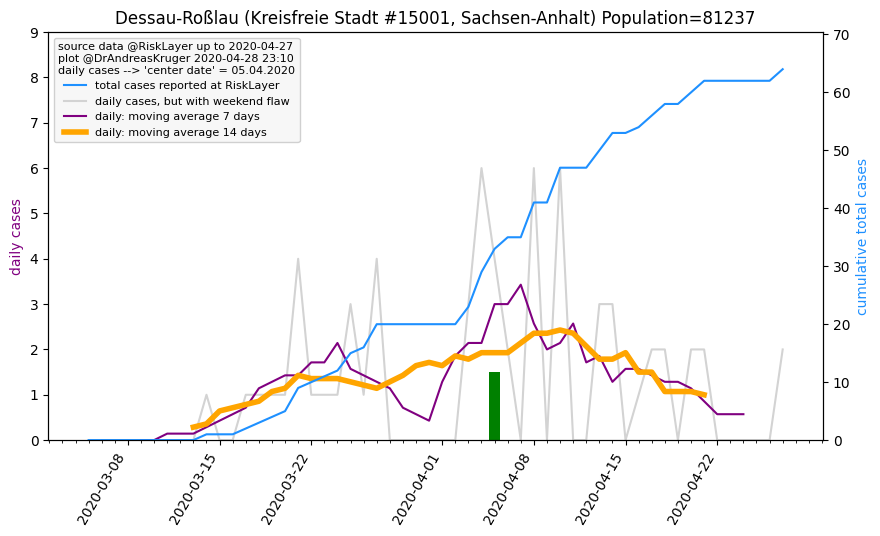 Dessau-Roßlau (Kreisfreie Stadt #15001, Sachsen-Anhalt) Population=81237
source data @RiskLayer up to 2020-04-27
plot @DrAndreasKruger 2020-04-28 23:10
daily cases --> 'center date' = 05.04.2020
total cases reported at RiskLayer
daily cases, but with weekend flaw
daily: moving average 7 days
daily: moving average 14 days
daily cases
9
8
7
6
5
4
3
2
1
0
70
60
50
40
30
20
10
0
cumulative total cases
2020-03-08
2020-03-15
2020-03-22
2020-04-01
2020-04-08
2020-04-15
2020-04-22